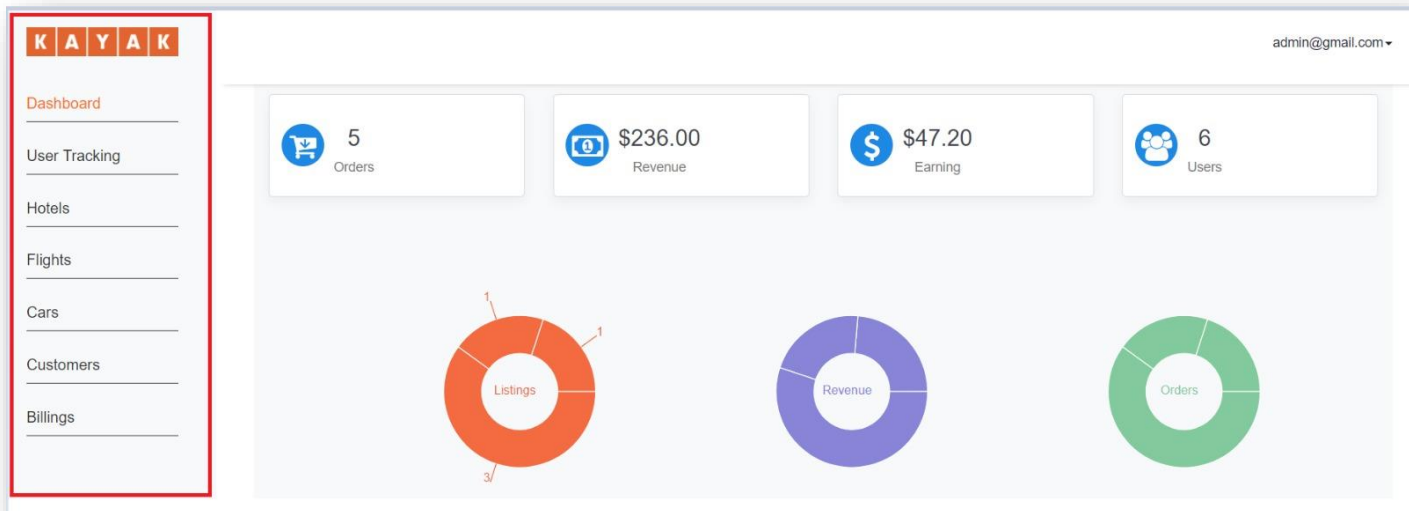 KAYAK
admin@gmail.com
Dashboard
User Tracking
Hotels
Flights
Cars
Customers
Billings
5
Orders
$236.00
Revenue
$47.20
Earning
6
Users
1
1
Listings
3
Revenue
Orders